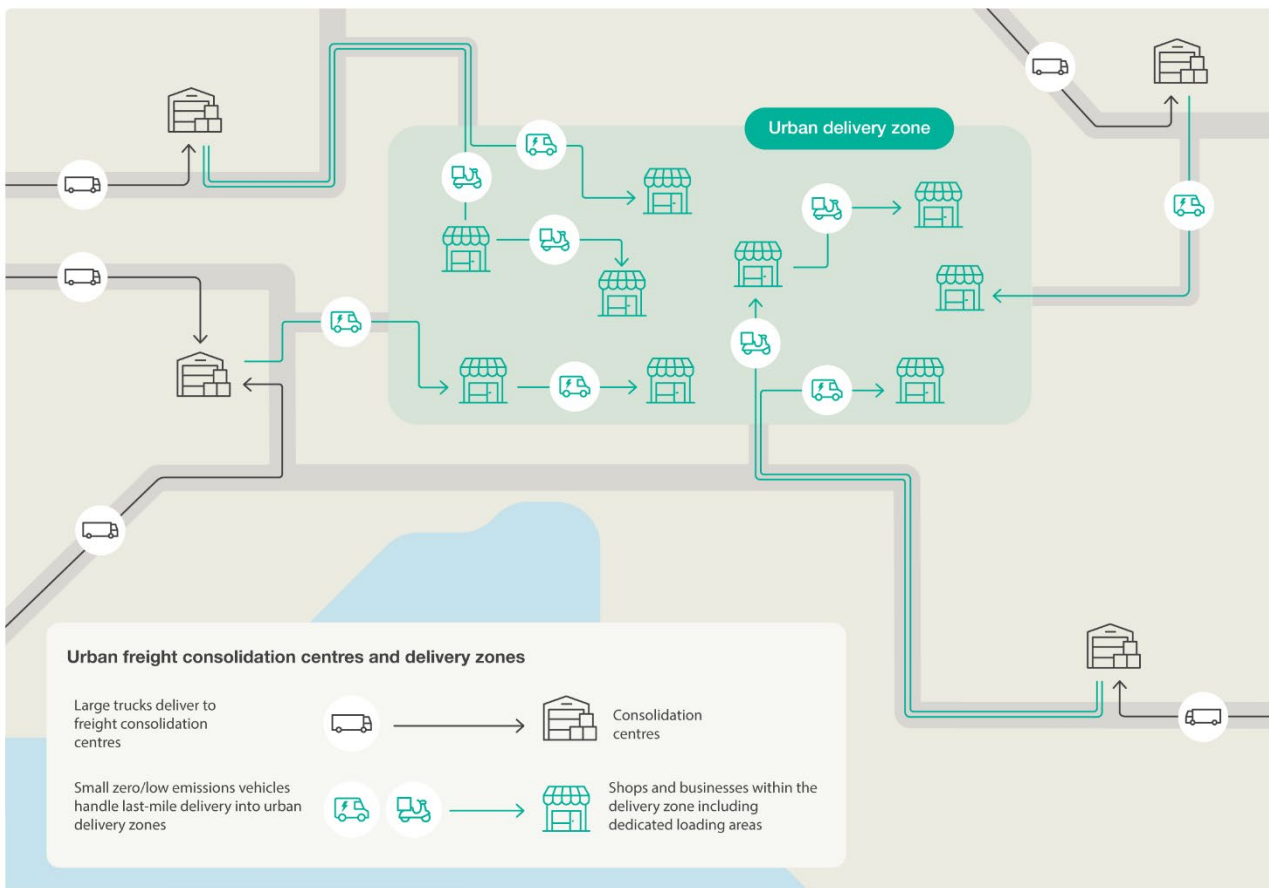 Urban delivery zone
Urban freight consolidation centres and delivery zones
Large trucks deliver to
freight consolidation
centres
Consolidation
centres
Small zero/low emissions vehicles
handle last-mile delivery into urban
delivery zones
Shops and businesses within the
delivery zone including
dedicated loading areas